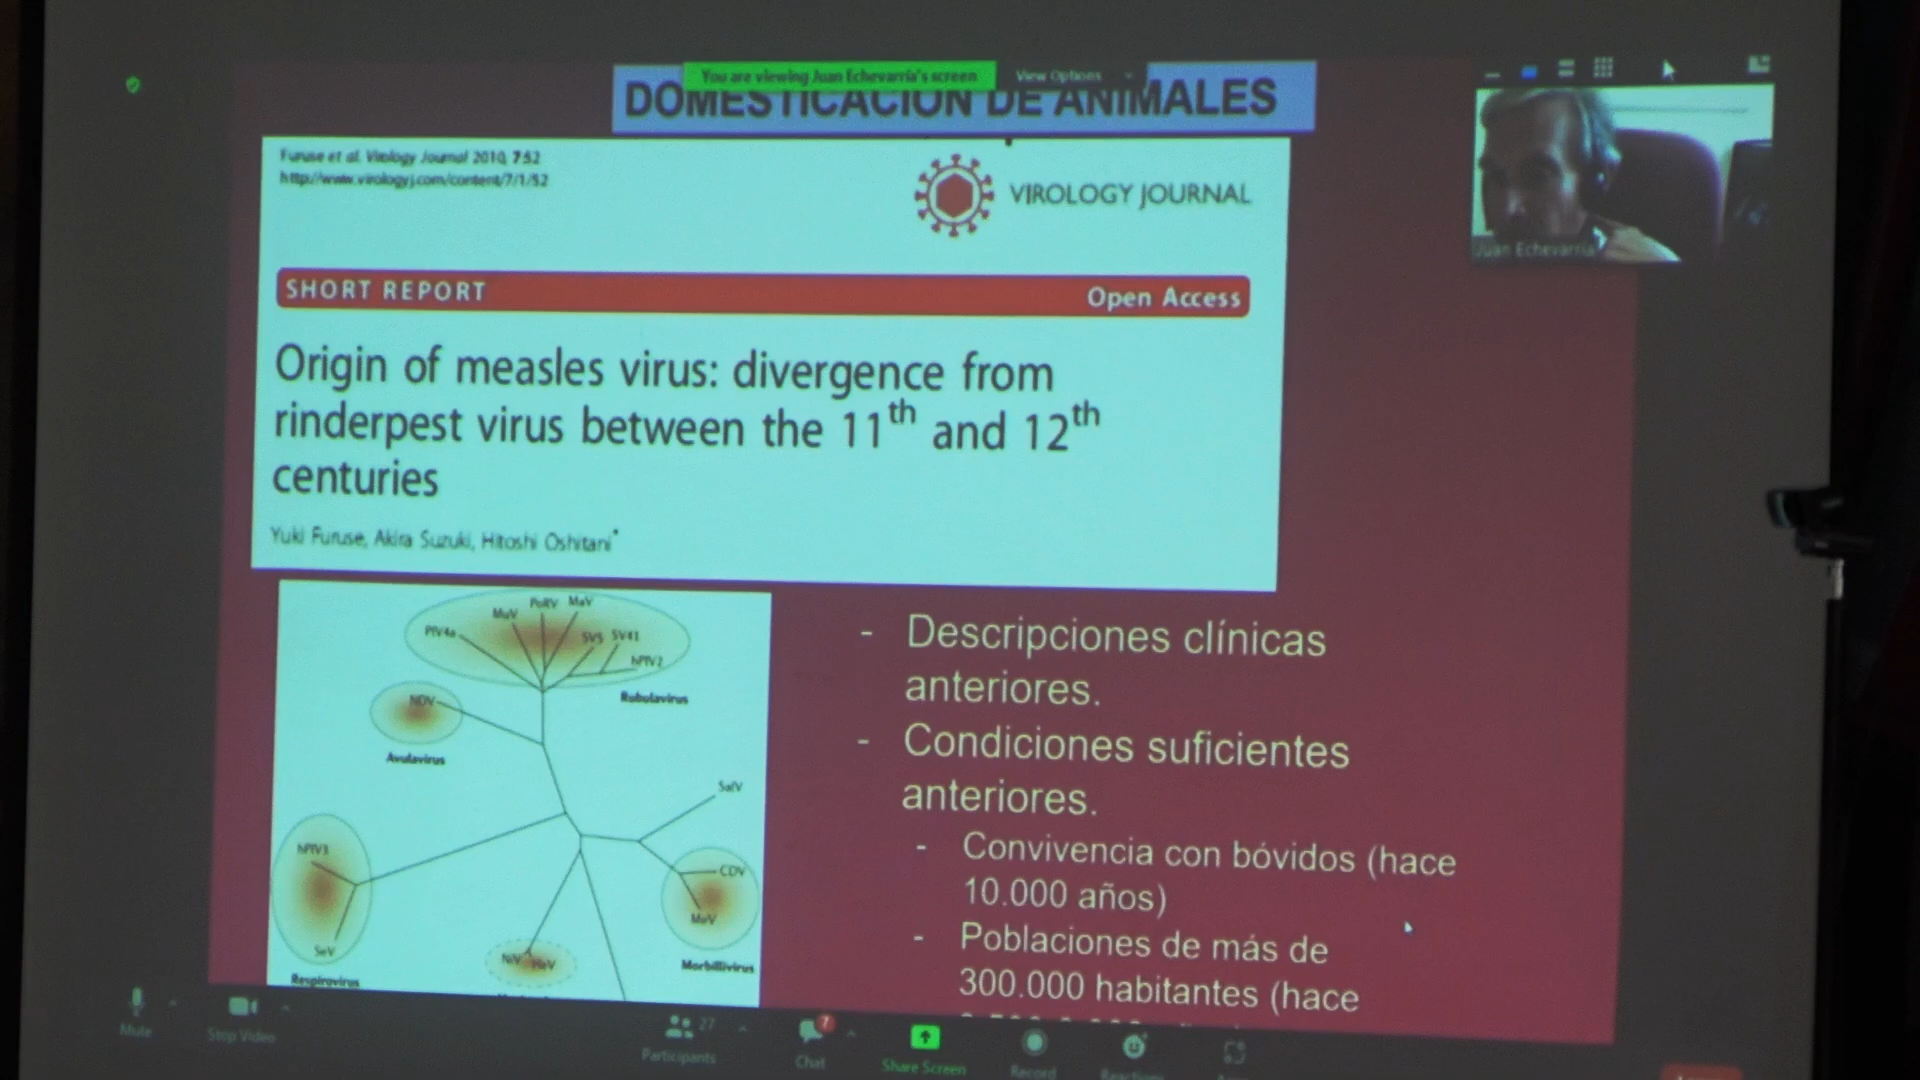 You are viewing Juan Echevarría's screen
View Options
DOMESTICACIÓN DE ANIMALES
Juan Echevarría
Furuse et al. Virology Journal 2010, 7:52
http://www.virologyj.com/content/7/1/52
VIROLOGY JOURNAL
SHORT REPORT
Open Access
Origin of measles virus: divergence from
rinderpest virus between the 11th and 12th
centuries
Yuki Furuse, Akira Suzuki, Hitoshi Oshitani*
MuV
PoRV
MaV
PIV4a
SV5
SV41
hPIV2
Rubulavirus
NDV
Avulavirus
SalV
hPIV3
CDV
MeV
SeV
NiV
HeV
Morbillivirus
Respirovirus
- Descripciones clínicas
anteriores.
- Condiciones suficientes
anteriores.
- Convivencia con bóvidos (hace
10.000 años)
- Poblaciones de más de
300.000 habitantes (hace
Mute
Stop Video
27
Participants
7
Chat
Share Screen
Record
Reactions